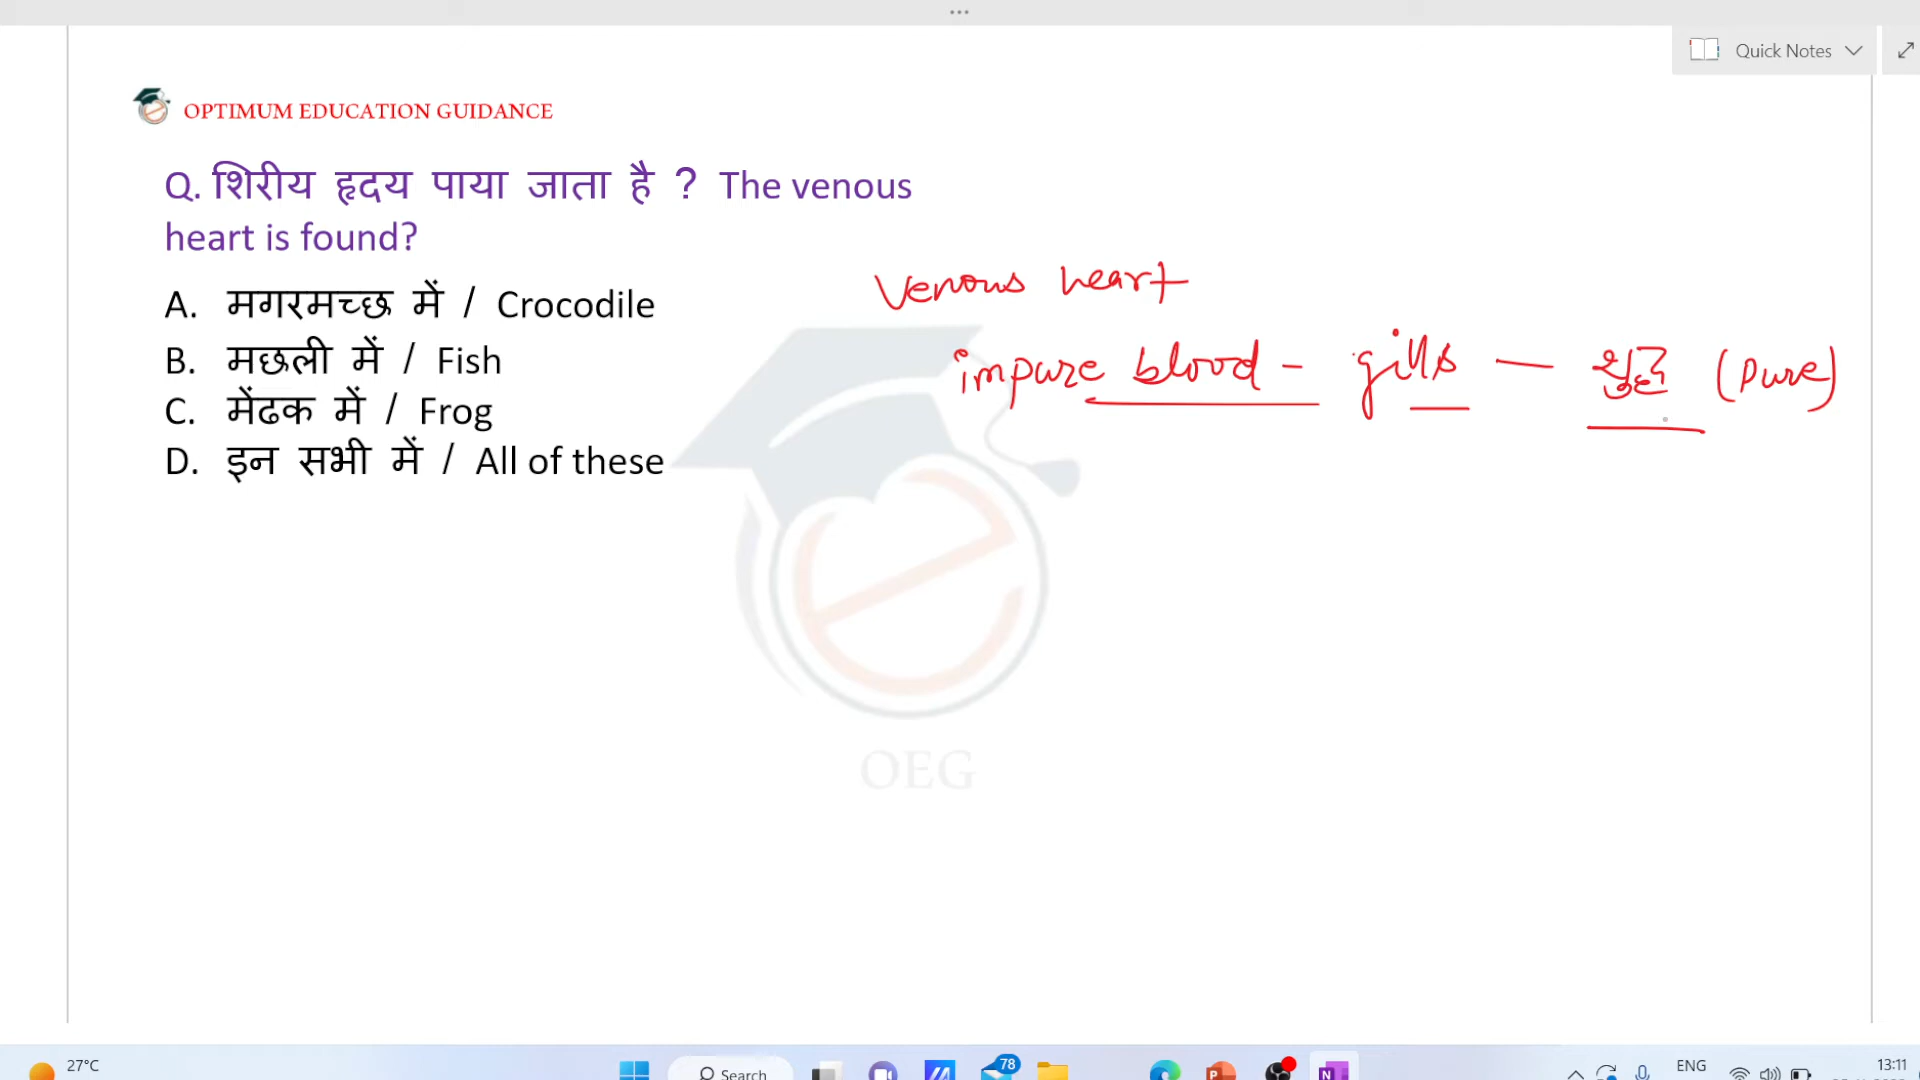 Quick Notes
OPTIMUM EDUCATION GUIDANCE
Q. शिरीय हृदय पाया जाता है ? The venous
heart is found?
A. मगरमच्छ में / Crocodile
B. मछली में / Fish
C. मेंढक में / Frog
D. इन सभी में / All of these
Venous heart
impure blood - gills — शुद्ध (pure)
OEG
27°C
Search
78
ENG
13:11